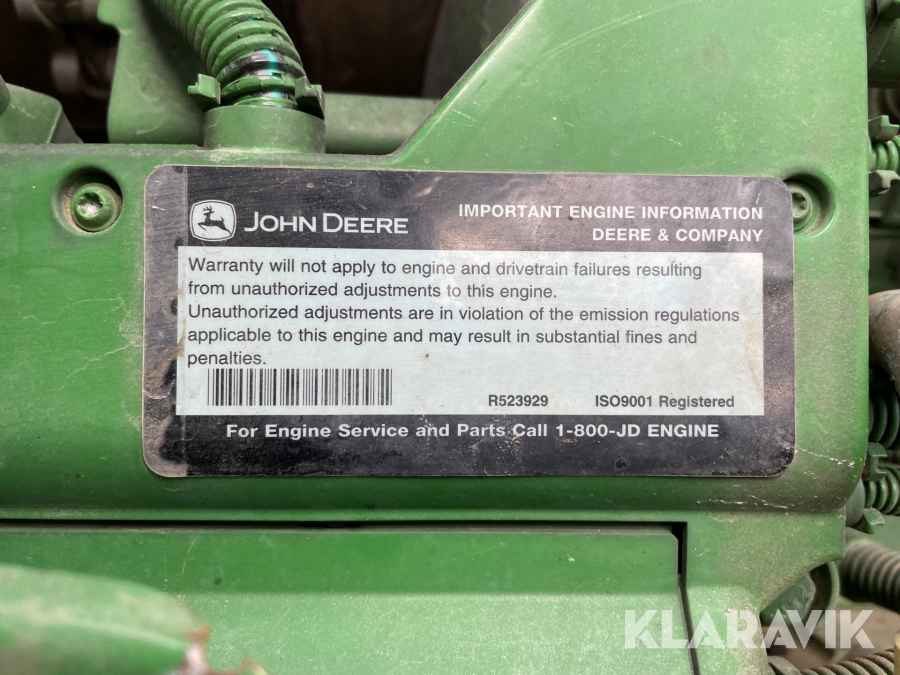 JOHN DEERE
IMPORTANT ENGINE INFORMATION
DEERE & COMPANY
Warranty will not apply to engine and drivetrain failures resulting
from unauthorized adjustments to this engine.
Unauthorized adjustments are in violation of the emission regulations
applicable to this engine and may result in substantial fines and
penalties.
R523929 ISO9001 Registered
For Engine Service and Parts Call 1-800-JD ENGINE
KLARAVIK